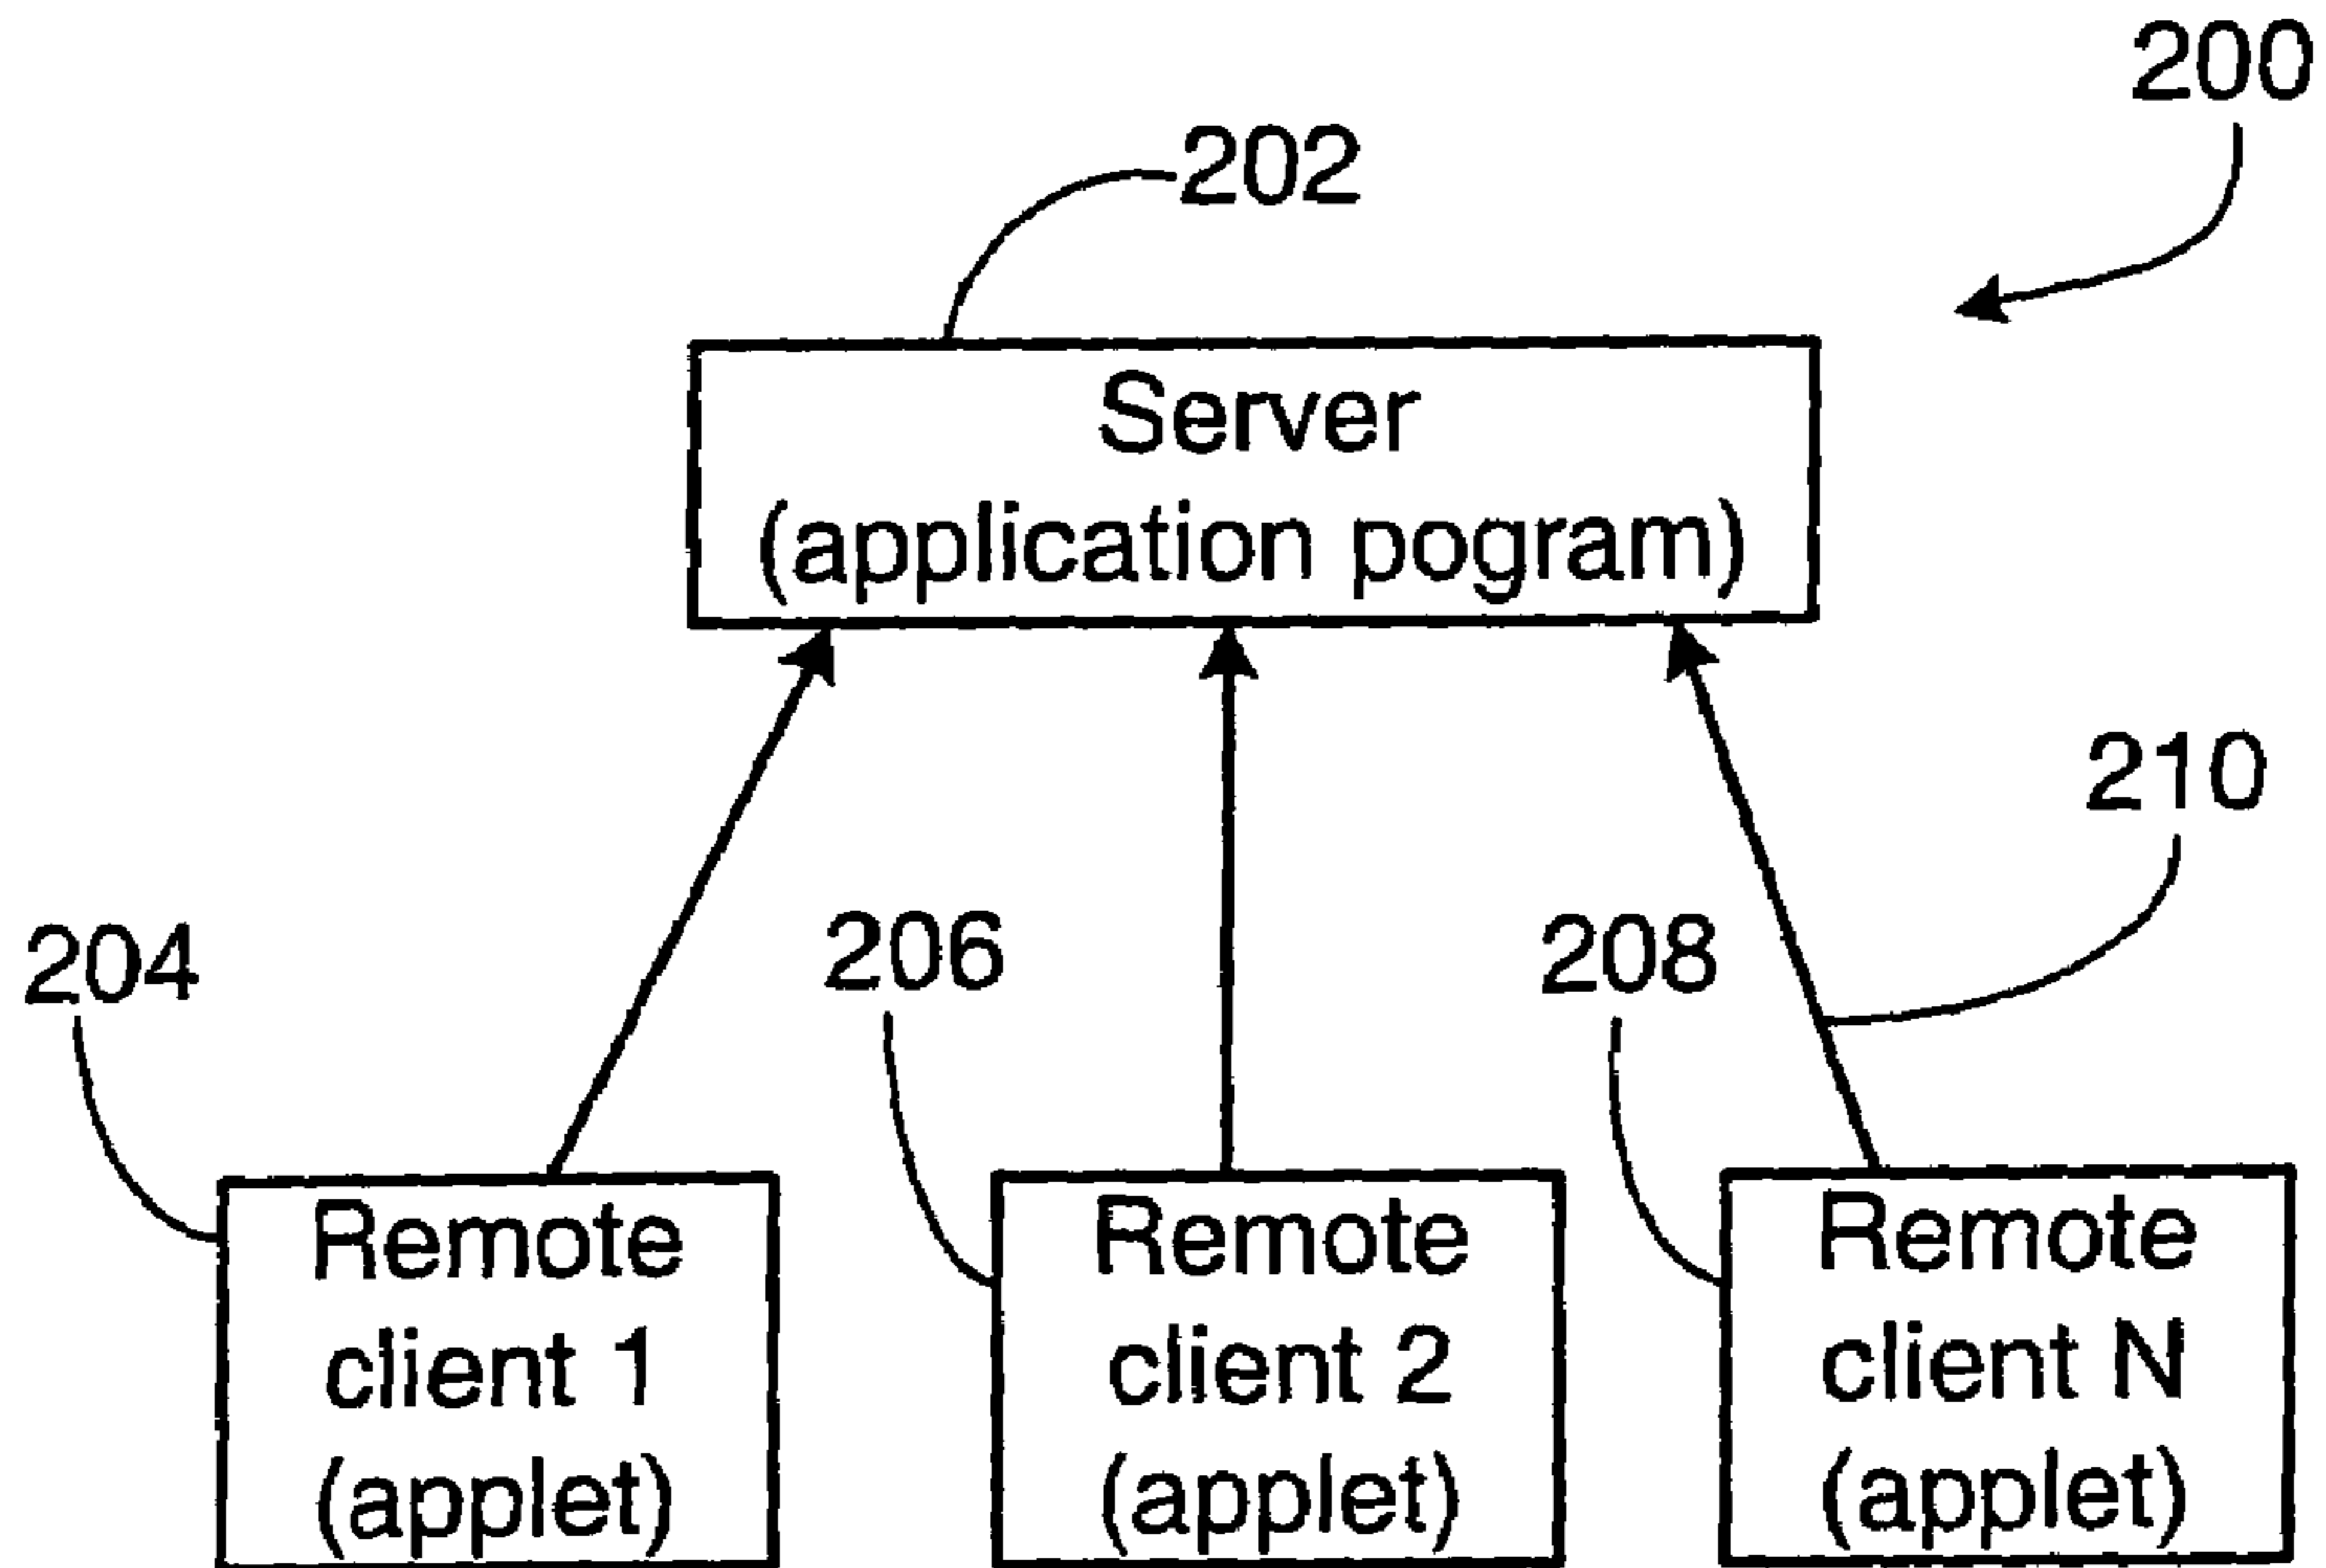 200
202
Server
(application pogram)
210
204
206
208
Remote
client 1
(applet)
Remote
client 2
(applet)
Remote
client N
(applet)